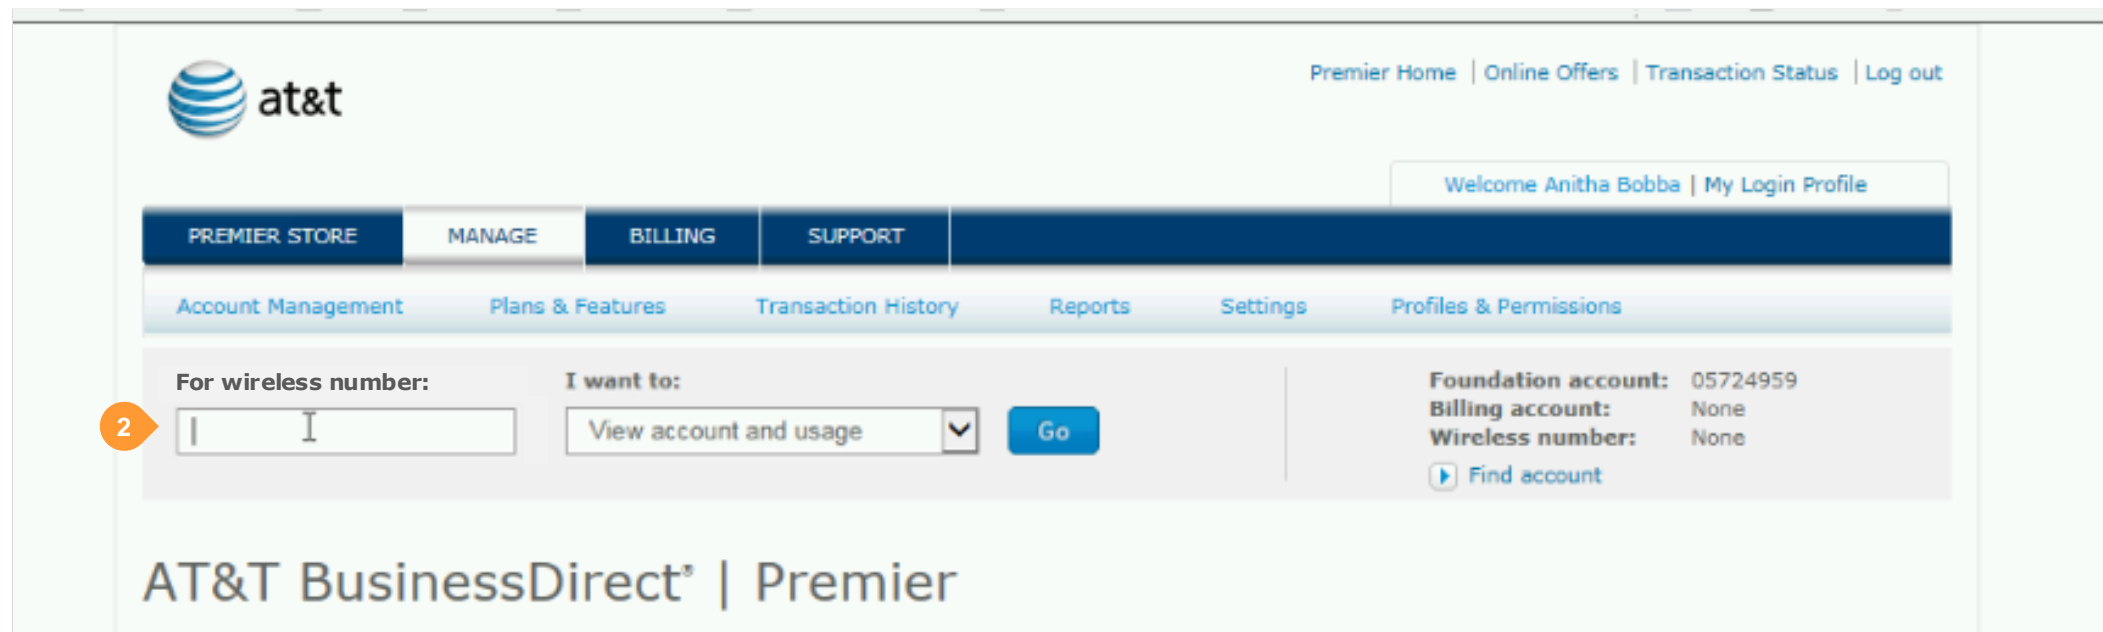 at&t
Premier Home | Online Offers | Transaction Status | Log out
Welcome Anitha Bobba | My Login Profile
PREMIER STORE MANAGE BILLING SUPPORT
Account Management Plans & Features Transaction History Reports Settings Profiles & Permissions
For wireless number: I want to: Foundation account: 05724959
Billing account: None
2 View account and usage Go Wireless number: None
Find account
AT&T BusinessDirect® | Premier